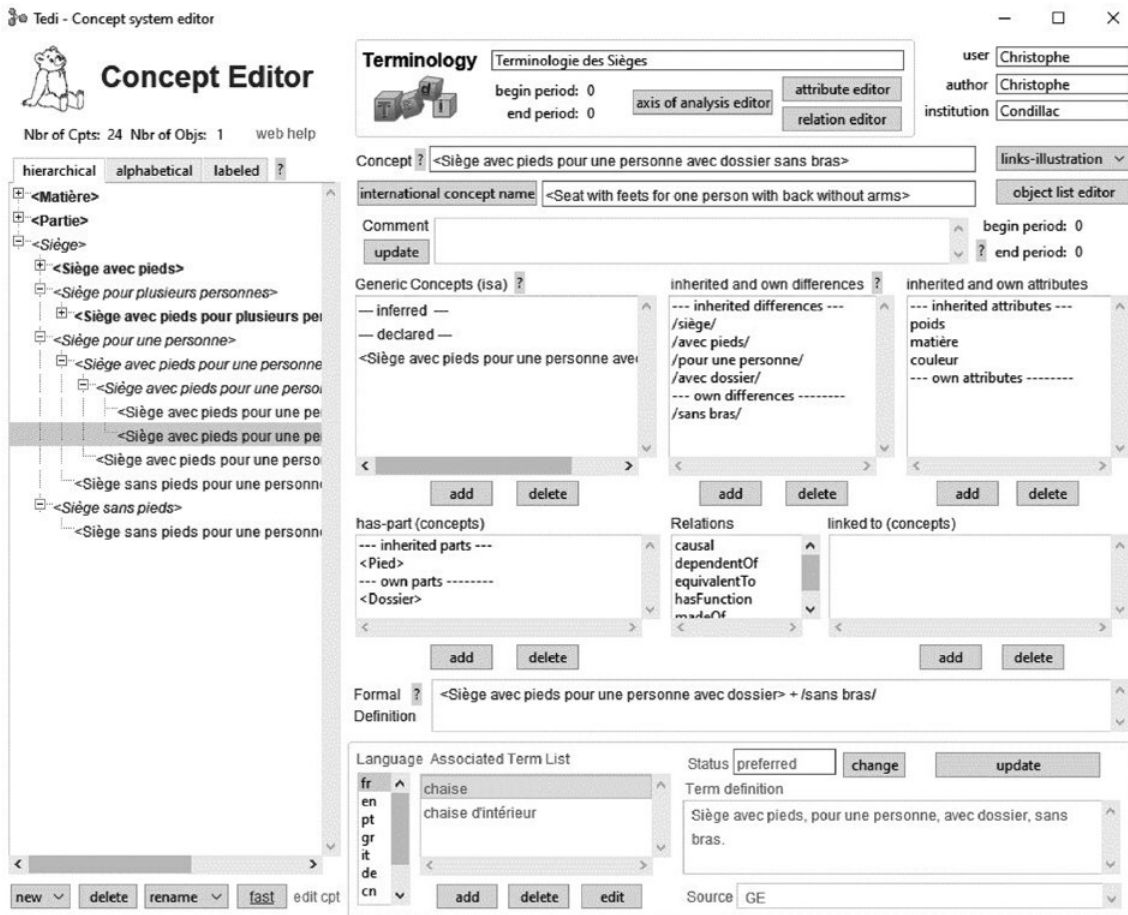 Tedi - Concept system editor
Concept Editor
Nbr of Cpts: 24 Nbr of Objs: 1 web help
hierarchical alphabetical labeled ?
<Matière>
<Partie>
<Siège>
<Siège avec pieds>
<Siège pour plusieurs personnes>
<Siège avec pieds pour plusieurs per
<Siège pour une personne>
<Siège avec pieds pour une personne
<Siège avec pieds pour une perso
<Siège avec pieds pour une pe
<Siège avec pieds pour une pe
<Siège avec pieds pour une perso
<Siège sans pieds pour une personn
<Siège sans pieds>
<Siège sans pieds pour une personn
new delete rename fast edit cpt
Terminology Terminologie des Sièges
T e d i
begin period: 0
end period: 0
axis of analysis editor
attribute editor
relation editor
user Christophe
author Christophe
institution Condillac
Concept ? <Siège avec pieds pour une personne avec dossier sans bras>
links-illustration
international concept name <Seat with feets for one person with back without arms>
object list editor
Comment
update
begin period: 0
? end period: 0
Generic Concepts (isa) ?
--- inferred ---
--- declared ---
<Siège avec pieds pour une personne ave
add delete
inherited and own differences ?
--- inherited differences ---
/siège/
/avec pieds/
/pour une personne/
/avec dossier/
--- own differences --------
/sans bras/
add delete
inherited and own attributes
--- inherited attributes ---
poids
matière
couleur
--- own attributes --------
add delete
has-part (concepts)
--- inherited parts ---
<Pied>
--- own parts --------
<Dossier>
add delete
Relations
causal
dependentOf
equivalentTo
hasFunction
madeOf
linked to (concepts)
add delete
Formal ? <Siège avec pieds pour une personne avec dossier> + /sans bras/
Definition
Language Associated Term List
fr
en
pt
gr
it
de
cn
chaise
chaise d'intérieur
add delete edit
Status preferred change update
Term definition
Siège avec pieds, pour une personne, avec dossier, sans
bras.
Source GE